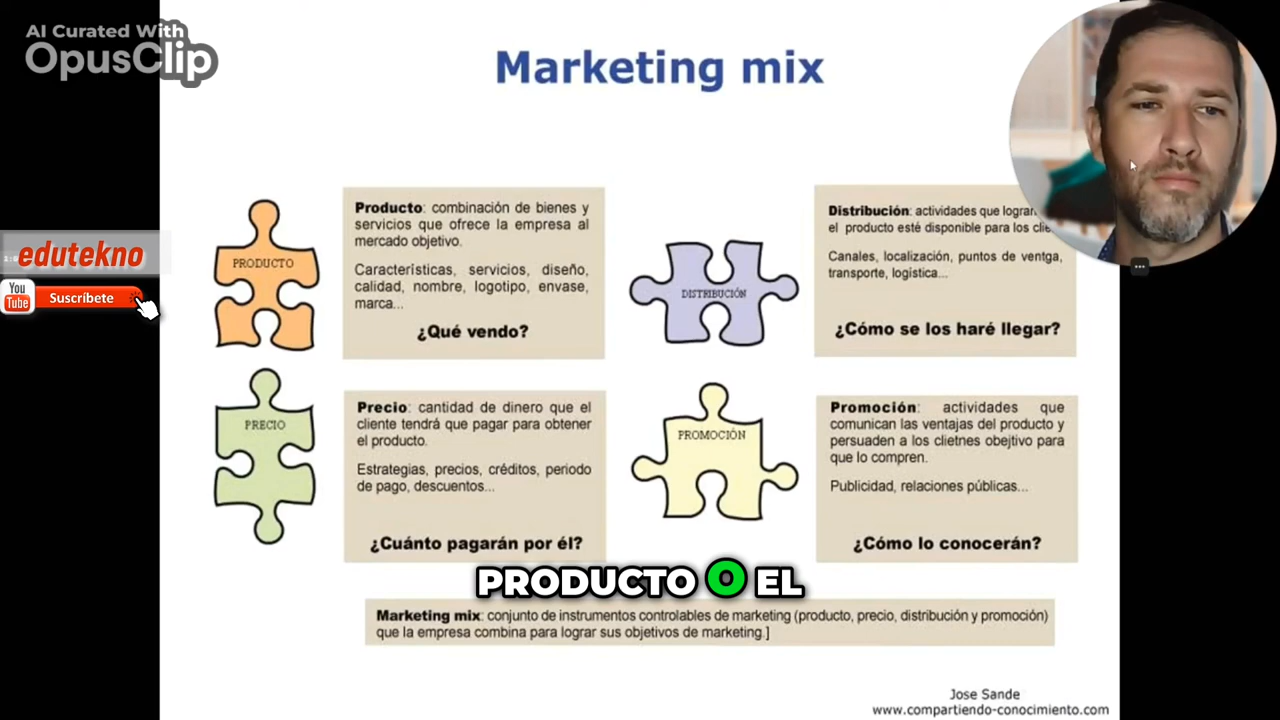 AI Curated With
OpusClip
Marketing mix
edutekno
You
Tube
Suscríbete
PRODUCTO
Producto: combinación de bienes y
servicios que ofrece la empresa al
mercado objetivo.
Características, servicios, diseño,
calidad, nombre, logotipo, envase,
marca...
¿Qué vendo?
DISTRIBUCIÓN
Distribución: actividades que logran
el producto esté disponible para los clie
Canales, localización, puntos de ventga,
transporte, logística...
¿Cómo se los haré llegar?
PRECIO
Precio: cantidad de dinero que el
cliente tendrá que pagar para obtener
el producto.
Estrategias, precios, créditos, periodo
de pago, descuentos...
¿Cuánto pagarán por él?
PROMOCIÓN
Promoción: actividades que
comunican las ventajas del producto y
persuaden a los clietnes obejtivo para
que lo compren.
Publicidad, relaciones públicas...
¿Cómo lo conocerán?
PRODUCTO O EL
Marketing mix: conjunto de instrumentos controlables de marketing (producto, precio, distribución y promoción)
que la empresa combina para lograr sus objetivos de marketing.]
Jose Sande
www.compartiendo-conocimiento.com